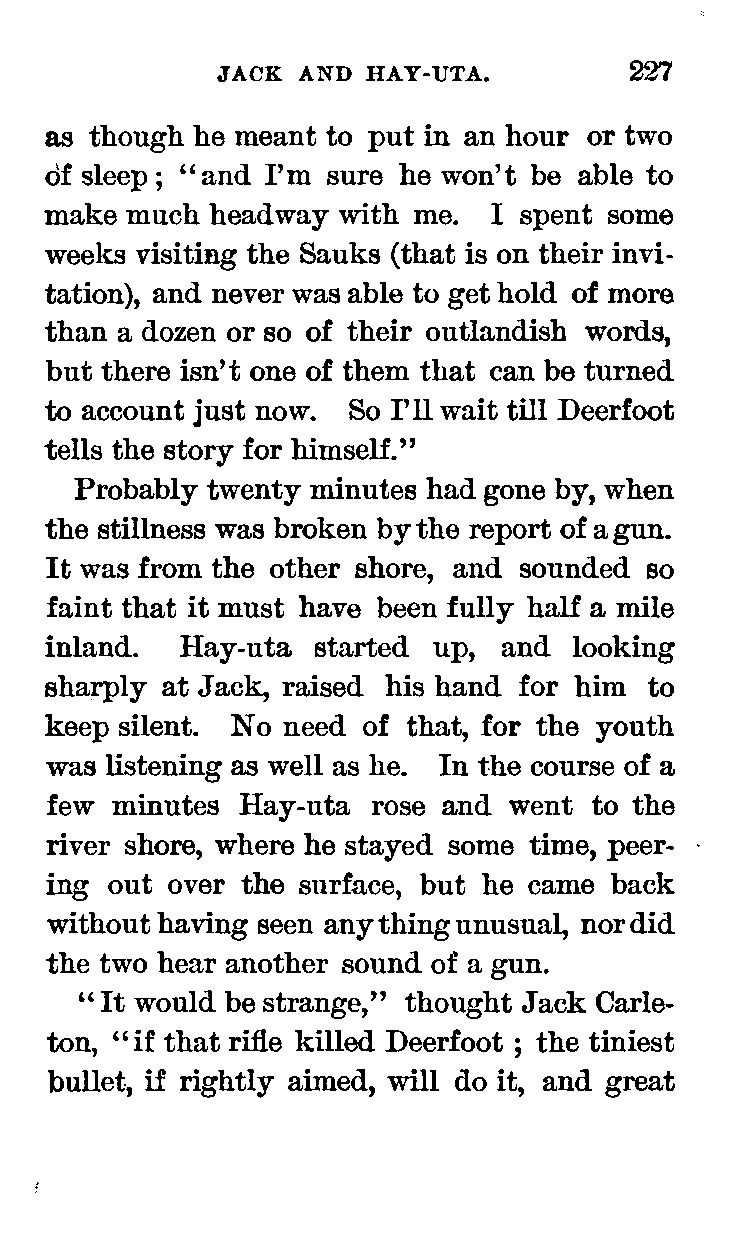 JACK AND HAY-UTA. 227
as though he meant to put in an hour or two
of sleep; "and I'm sure he won't be able to
make much headway with me. I spent some
weeks visiting the Sauks (that is on their invi-
tation), and never was able to get hold of more
than a dozen or so of their outlandish words,
but there isn't one of them that can be turned
to account just now. So I'll wait till Deerfoot
tells the story for himself."
Probably twenty minutes had gone by, when
the stillness was broken by the report of a gun.
It was from the other shore, and sounded so
faint that it must have been fully half a mile
inland. Hay-uta started up, and looking
sharply at Jack, raised his hand for him to
keep silent. No need of that, for the youth
was listening as well as he. In the course of a
few minutes Hay-uta rose and went to the
river shore, where he stayed some time, peer-
ing out over the surface, but he came back
without having seen anything unusual, nor did
the two hear another sound of a gun.
"It would be strange," thought Jack Carle-
ton, "if that rifle killed Deerfoot; the tiniest
bullet, if rightly aimed, will do it, and great